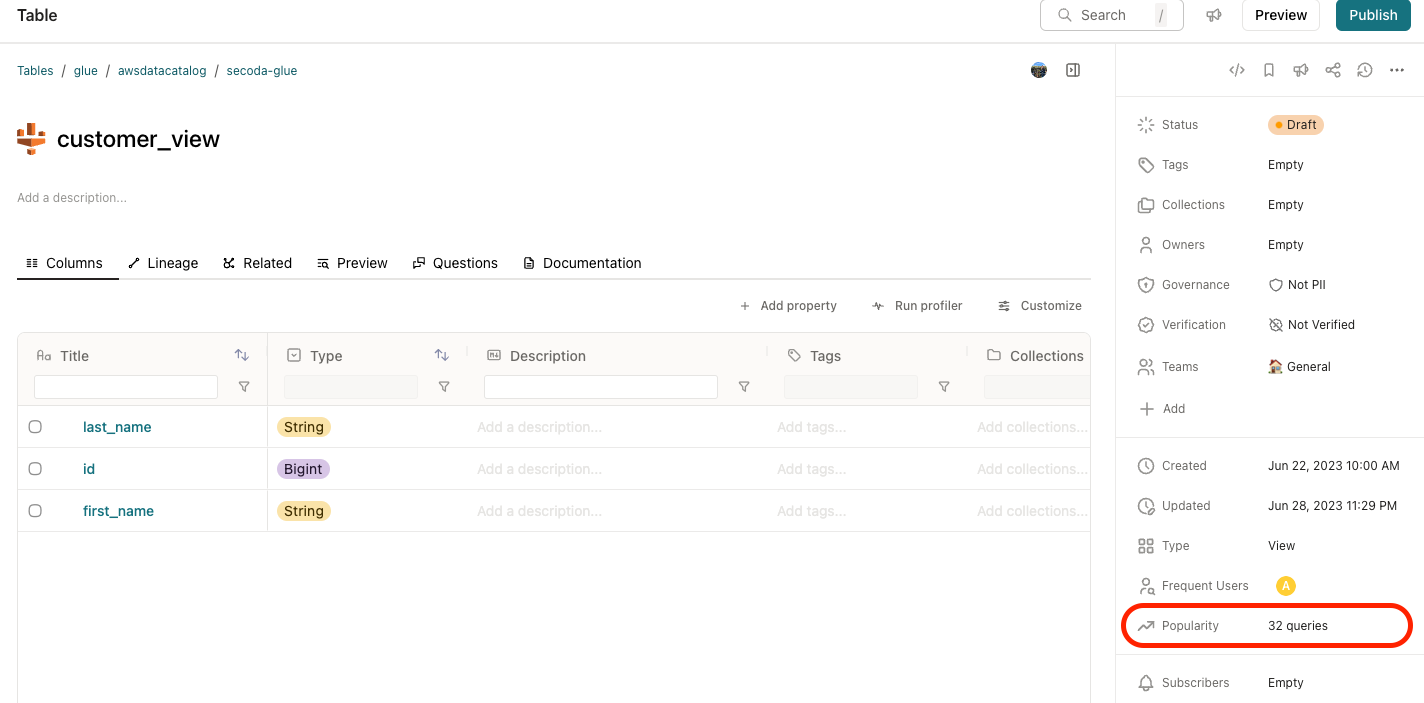 Table
Search /
Preview
Publish
Tables / glue / awsdatacatalog / secoda-glue
customer_view
Add a description...
Columns Lineage Related Preview Questions Documentation
Add property Run profiler Customize
Aa Title Type Description Tags Collections
last_name String Add a description... Add tags... Add collections...
id Bigint Add a description... Add tags... Add collections...
first_name String Add a description... Add tags... Add collections...
Status Draft
Tags Empty
Collections Empty
Owners Empty
Governance Not PII
Verification Not Verified
Teams General
Add
Created Jun 22, 2023 10:00 AM
Updated Jun 28, 2023 11:29 PM
Type View
Frequent Users A
Popularity 32 queries
Subscribers Empty